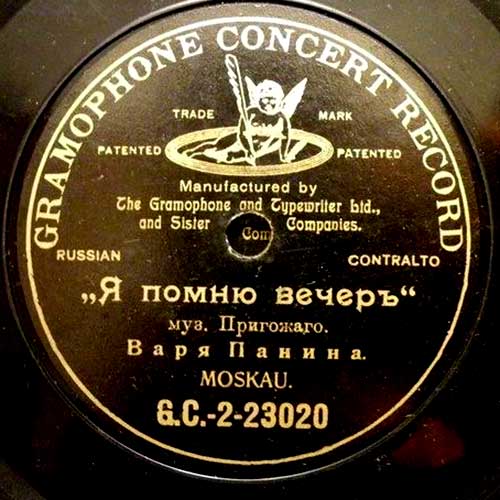 GRAMOPHONE CONCERT RECORD
TRADE MARK
PATENTED PATENTED
Manufactured by
The Gramophone and Typewriter Ltd.,
and Sister Companies.
Com
RUSSIAN CONTRALTO
„Я помню вечеръ“
муз. Пригожаго.
Варя Панина.
MOSKAU.
G.C.-2-23020